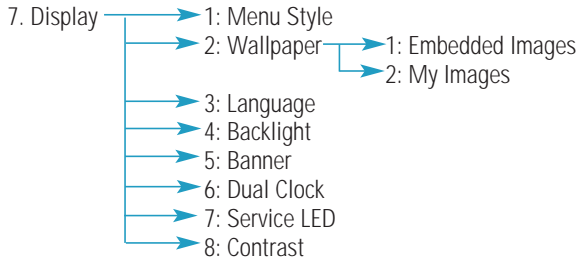 7. Display 1: Menu Style
2: Wallpaper 1: Embedded Images
2: My Images
3: Language
4: Backlight
5: Banner
6: Dual Clock
7: Service LED
8: Contrast